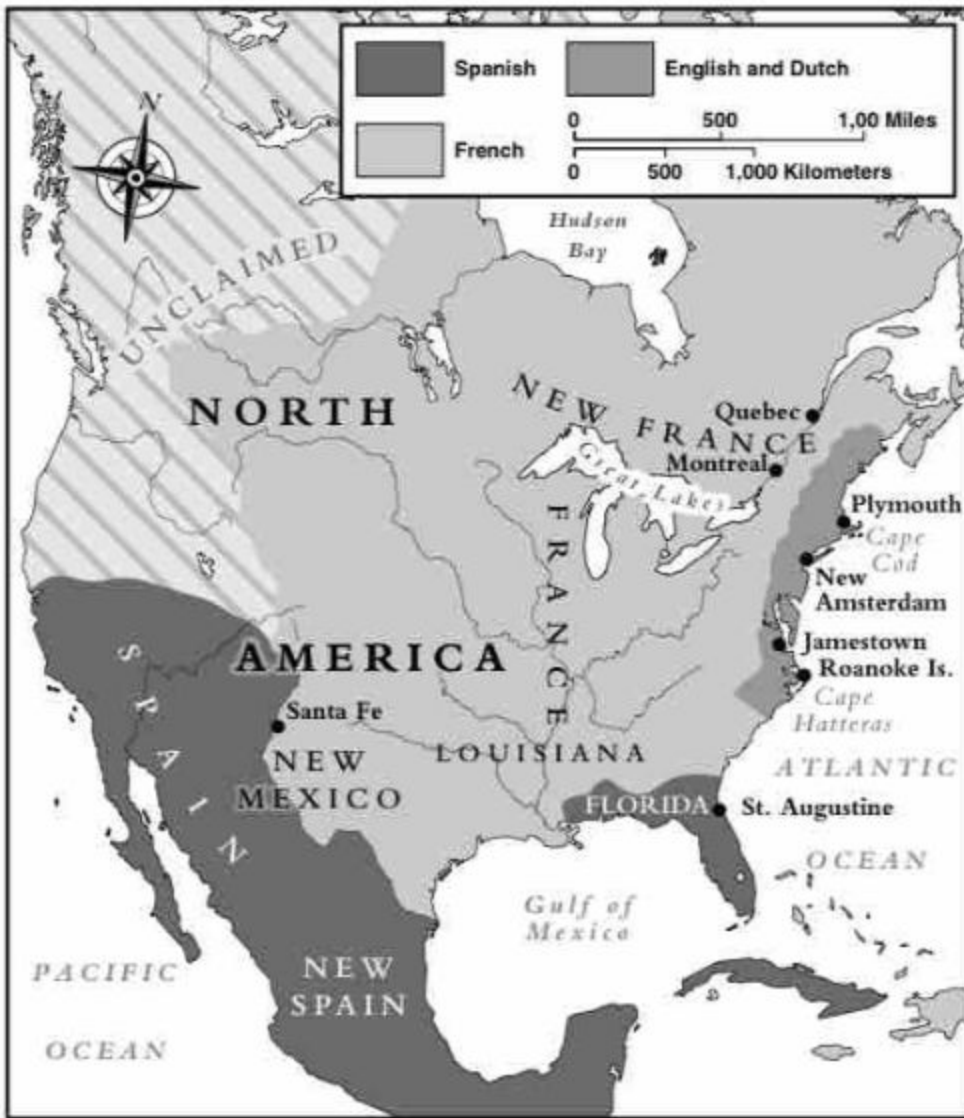 Spanish
English and Dutch
French
0 500 1,00 Miles
0 500 1,000 Kilometers
N
UNCLAIMED
Hudson
Bay
NORTH
AMERICA
NEW FRANCE
Quebec
Montreal
Great Lakes
Plymouth
Cape
Cod
New
Amsterdam
Jamestown
Roanoke Is.
Cape
Hatteras
FRANCE
LOUISIANA
SPAIN
Santa Fe
NEW
MEXICO
ATLANTIC
OCEAN
FLORIDA
St. Augustine
Gulf of
Mexico
NEW
SPAIN
PACIFIC
OCEAN